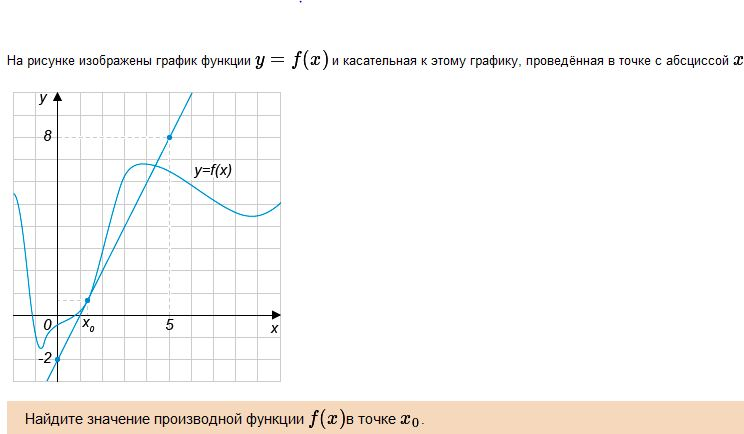 На рисунке изображены график функции y = f(x) и касательная к этому графику, проведённая в точке с абсциссой x
y
8
y=f(x)
0
x₀
5
x
-2
Найдите значение производной функции f(x) в точке x₀.